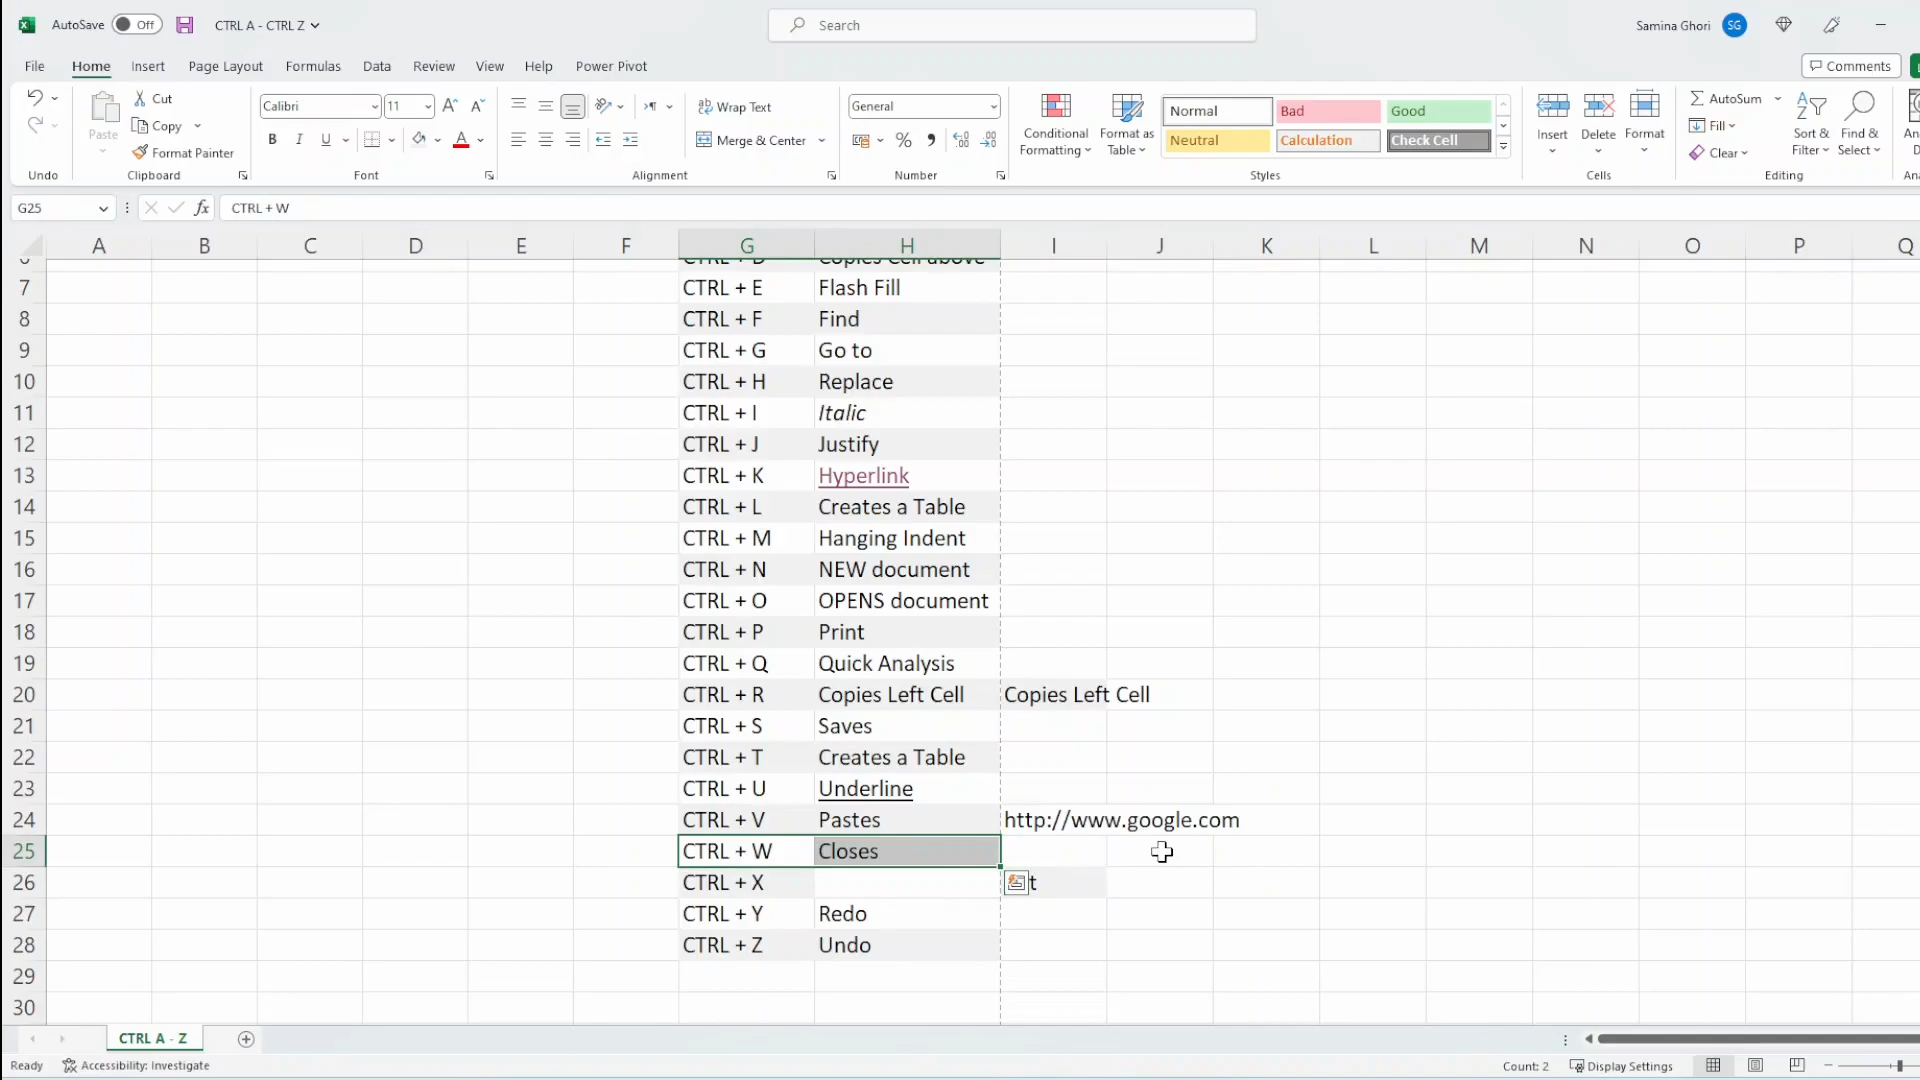 AutoSave Off CTRL A - CTRL Z Search Samina Ghori SG
File Home Insert Page Layout Formulas Data Review View Help Power Pivot Comments
Cut
Calibri 11 Wrap Text General Normal Bad Good AutoSum
Paste Copy Conditional Formatting Format as Table Insert Delete Format Fill Sort & Filter Find & Select
Format Painter Merge & Center Neutral Calculation Check Cell Clear
Undo Clipboard Font Alignment Number Styles Cells Editing
G25 fx CTRL + W
A B C D E F G H I J K L M N O P Q
CTRL + D Copies Cell above
7 CTRL + E Flash Fill
8 CTRL + F Find
9 CTRL + G Go to
10 CTRL + H Replace
11 CTRL + I Italic
12 CTRL + J Justify
13 CTRL + K Hyperlink
14 CTRL + L Creates a Table
15 CTRL + M Hanging Indent
16 CTRL + N NEW document
17 CTRL + O OPENS document
18 CTRL + P Print
19 CTRL + Q Quick Analysis
20 CTRL + R Copies Left Cell Copies Left Cell
21 CTRL + S Saves
22 CTRL + T Creates a Table
23 CTRL + U Underline
24 CTRL + V Pastes http://www.google.com
25 CTRL + W Closes
26 CTRL + X
27 CTRL + Y Redo
28 CTRL + Z Undo
29
30
CTRL A - Z
Ready Accessibility: Investigate Count: 2 Display Settings